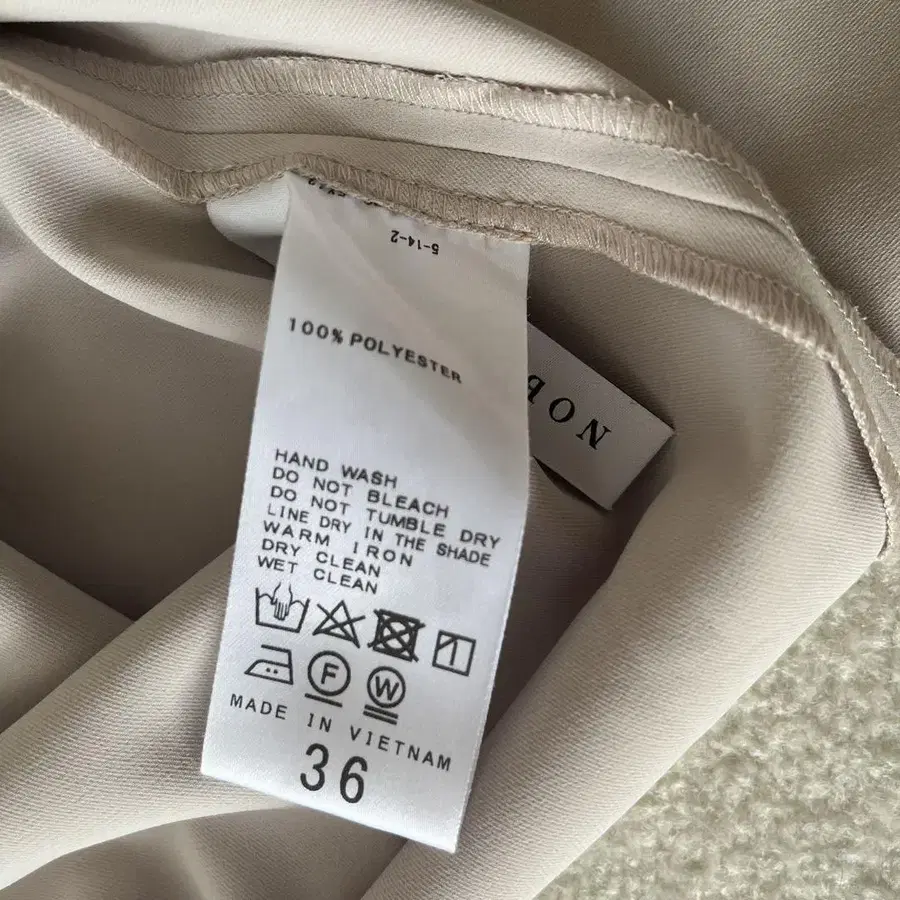 5-14-2
100% POLYESTER
HAND WASH
DO NOT BLEACH
DO NOT TUMBLE DRY
LINE DRY IN THE SHADE
WARM IRON
DRY CLEAN
WET CLEAN
F
W
MADE IN VIETNAM
36